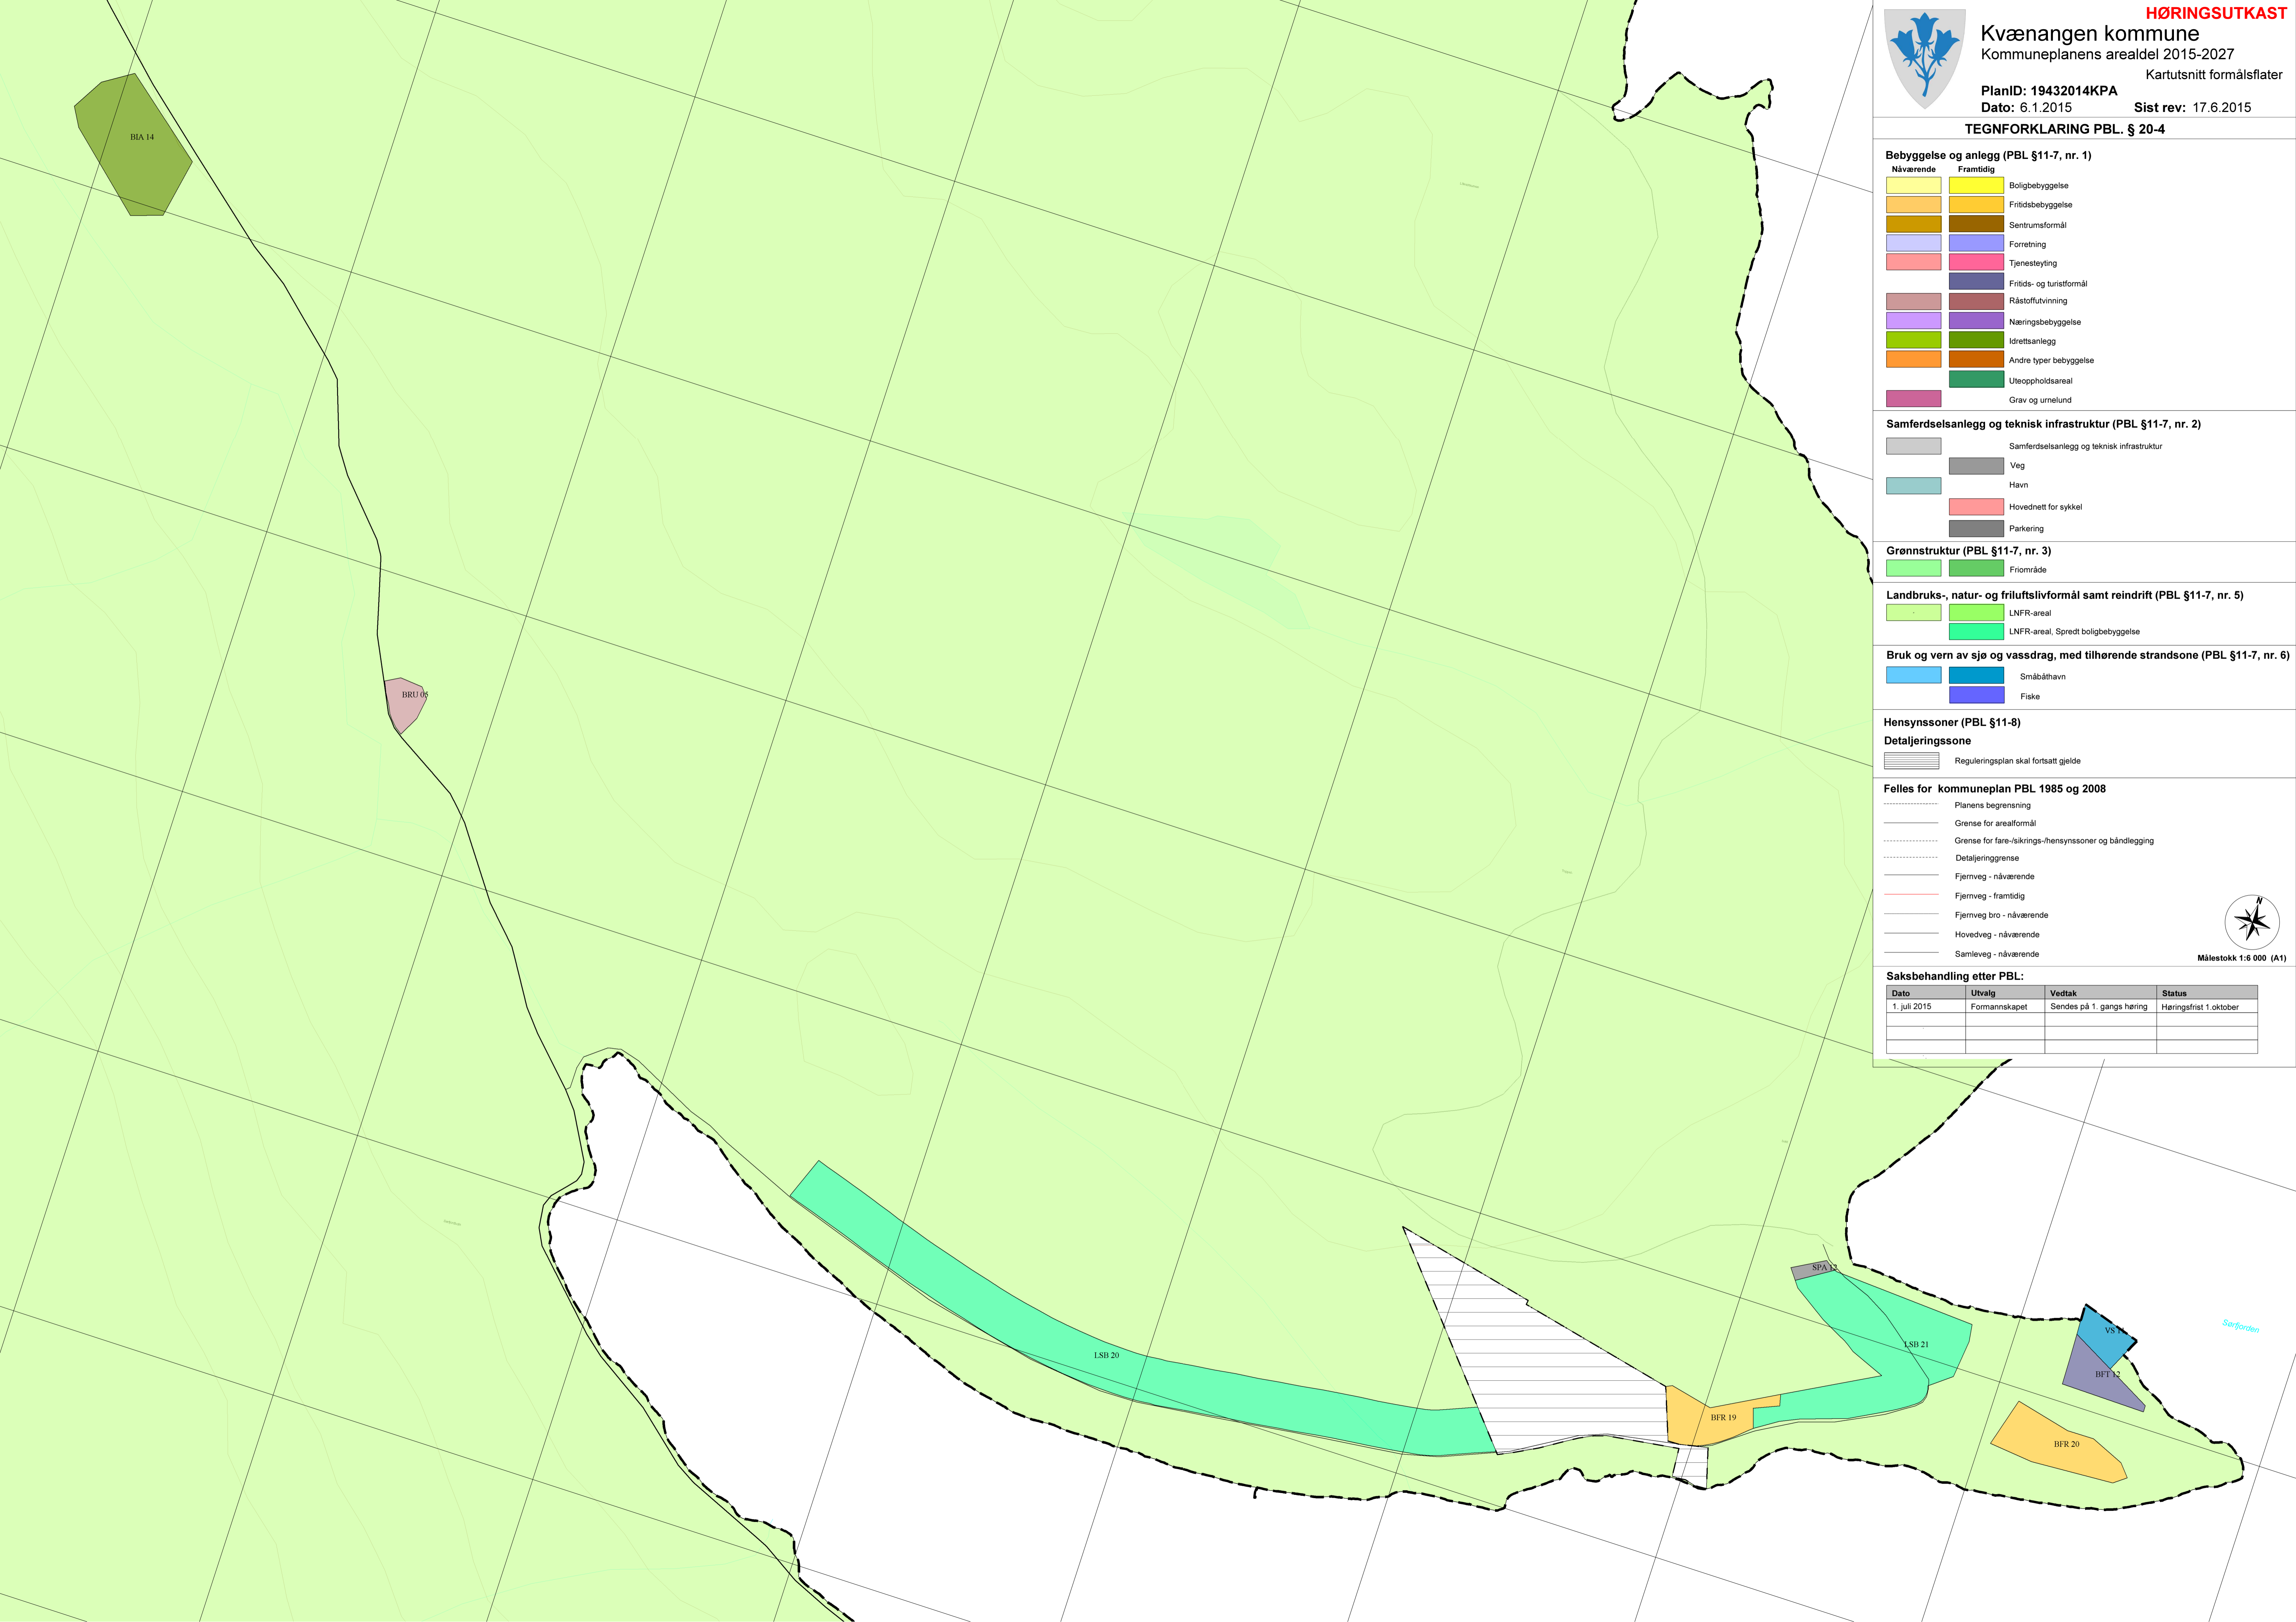 HØRINGSUTKAST
Kvænangen kommune
Kommuneplanens arealdel 2015-2027
Kartutsnitt formålsflater
PlanID: 19432014KPA
Dato: 6.1.2015 Sist rev: 17.6.2015
TEGNFORKLARING PBL. § 20-4
Bebyggelse og anlegg (PBL §11-7, nr. 1)
Nåværende Framtidig
Boligbebyggelse
Fritidsbebyggelse
Sentrumsformål
Forretning
Tjenesteyting
Fritids- og turistformål
Råstoffutvinning
Næringsbebyggelse
Idrettsanlegg
Andre typer bebyggelse
Uteoppholdsareal
Grav og urnelund
Samferdselsanlegg og teknisk infrastruktur (PBL §11-7, nr. 2)
Samferdselsanlegg og teknisk infrastruktur
Veg
Havn
Hovednett for sykkel
Parkering
Grønnstruktur (PBL §11-7, nr. 3)
Friområde
Landbruks-, natur- og friluftslivformål samt reindrift (PBL §11-7, nr. 5)
LNFR-areal
LNFR-areal, Spredt boligbebyggelse
Bruk og vern av sjø og vassdrag, med tilhørende strandsone (PBL §11-7, nr. 6)
Småbåthavn
Fiske
Hensynssoner (PBL §11-8)
Detaljeringssone
Reguleringsplan skal fortsatt gjelde
Felles for kommuneplan PBL 1985 og 2008
Planens begrensning
Grense for arealformål
Grense for fare-/sikrings-/hensynssoner og båndlegging
Detaljeringgrense
Fjernveg - nåværende
Fjernveg - framtidig
Fjernveg bro - nåværende
Hovedveg - nåværende
Samleveg - nåværende
N
Målestokk 1:6 000 (A1)
Saksbehandling etter PBL:
Dato Utvalg Vedtak Status
1. juli 2015 Formannskapet Sendes på 1. gangs høring Høringsfrist 1.oktober
BIA 14
BRU 05
LSB 20
SPA 12
LSB 21
VS
BFT 12
BFR 19
BFR 20
Sørfjorden